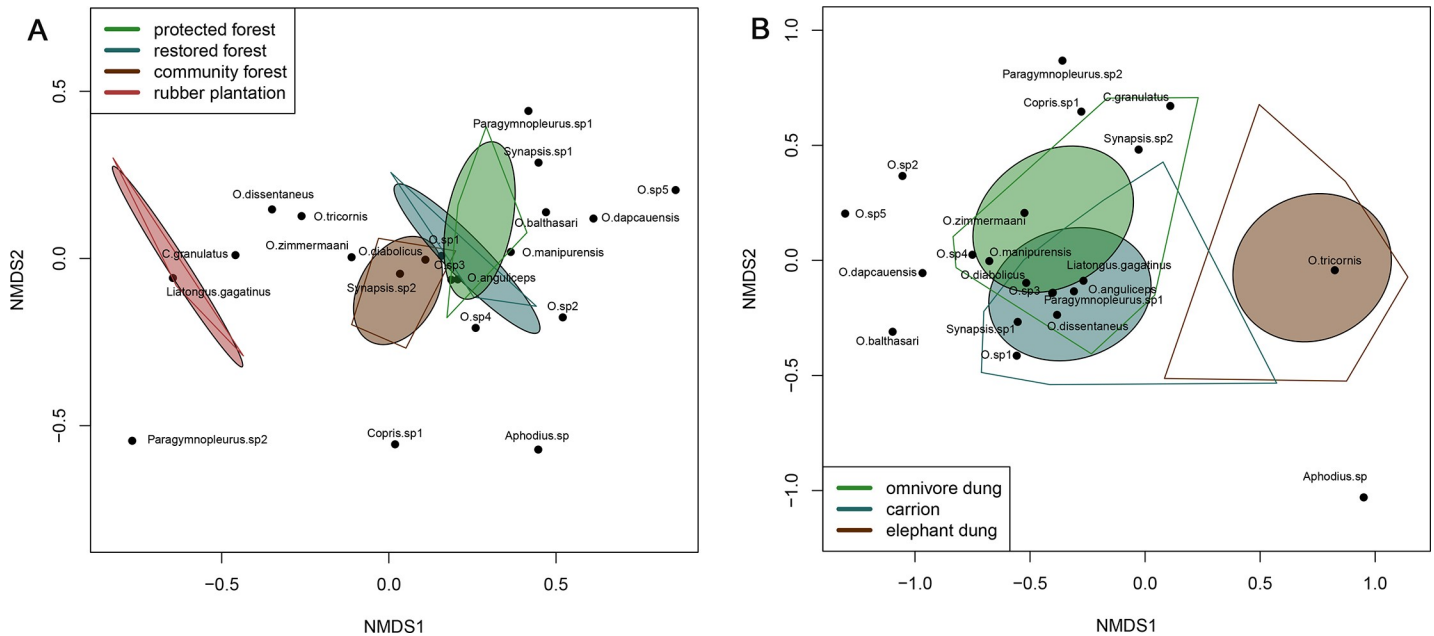 A
protected forest
restored forest
community forest
rubber plantation
NMDS2
0.5
0.0
−0.5
Paragymnopleurus.sp1
Synapsis.sp1
O.sp5
O.dissentaneus
O.tricornis
O.balthasari
O.dapcauensis
O.sp1
O.zimmermaani
O.diabolicus
O.manipurensis
C.granulatus
O.sp3
O.anguliceps
Liatongus.gagatinus
Synapsis.sp2
O.sp2
O.sp4
Paragymnopleurus.sp2
Copris.sp1
Aphodius.sp
−0.5
0.0
0.5
NMDS1
B
NMDS2
1.0
0.5
0.0
−0.5
−1.0
Paragymnopleurus.sp2
Copris.sp1
C.granulatus
Synapsis.sp2
O.sp2
O.sp5
O.zimmermaani
O.sp4
O.manipurensis
O.tricornis
O.dapcauensis
O.diabolicus
Liatongus.gagatinus
O.sp3
O.anguliceps
Paragymnopleurus.sp1
Synapsis.sp1
O.dissentaneus
O.balthasari
O.sp1
Aphodius.sp
omnivore dung
carrion
elephant dung
−1.0
−0.5
0.0
0.5
1.0
NMDS1